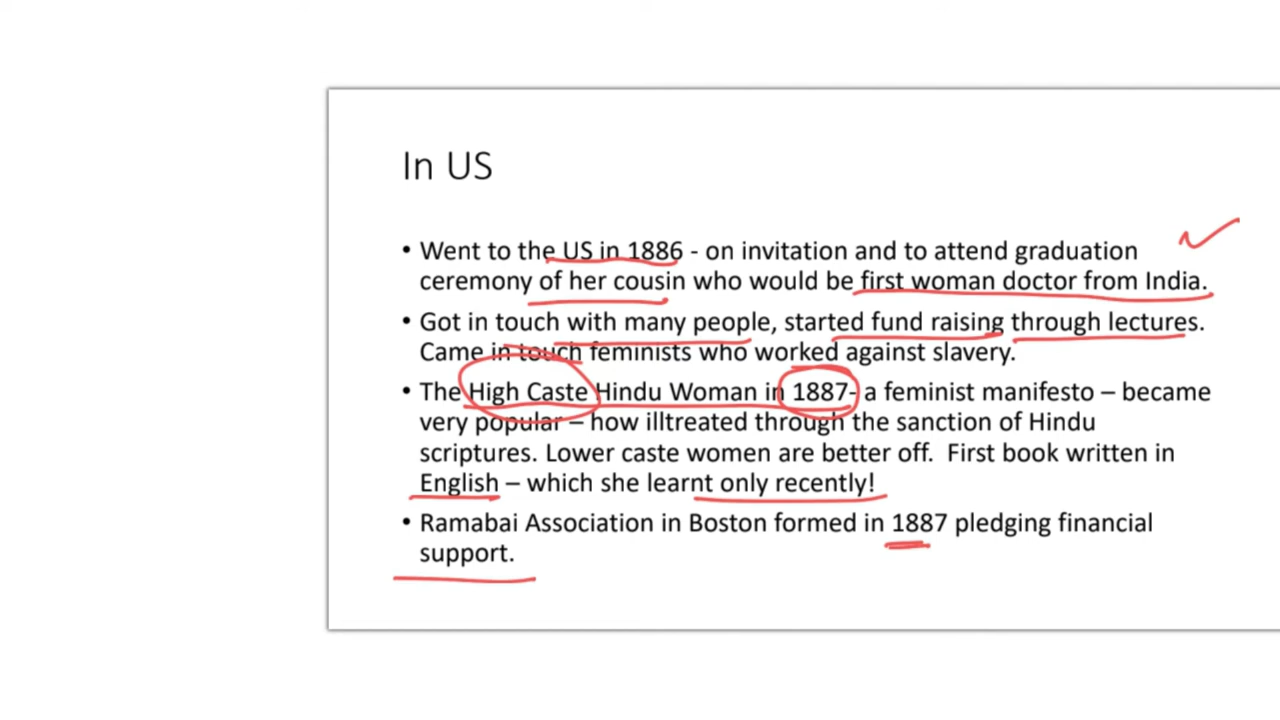 In US
• Went to the US in 1886 - on invitation and to attend graduation
ceremony of her cousin who would be first woman doctor from India.
• Got in touch with many people, started fund raising through lectures.
Came in touch feminists who worked against slavery.
• The High Caste Hindu Woman in 1887- a feminist manifesto – became
very popular – how illtreated through the sanction of Hindu
scriptures. Lower caste women are better off.  First book written in
English – which she learnt only recently!
• Ramabai Association in Boston formed in 1887 pledging financial
support.